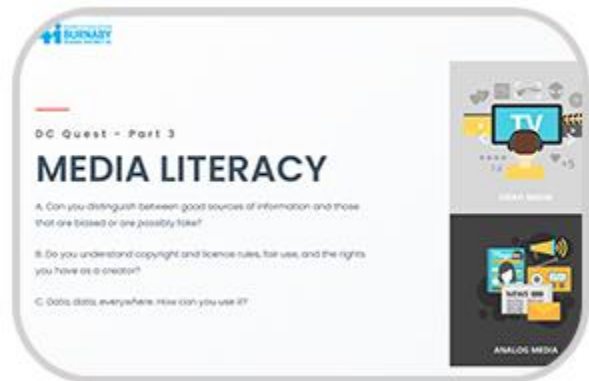 BURNABY
DC Quest - Part 3
MEDIA LITERACY
A. Can you distinguish between good sources of information and those
that are biased or are possibly fake?
B. Do you understand copyright and licence rules, fair use, and the rights
you have as a creator?
C. Data, data, everywhere. How can you use it?
TV
+5
NEWS
ANALOG MEDIA